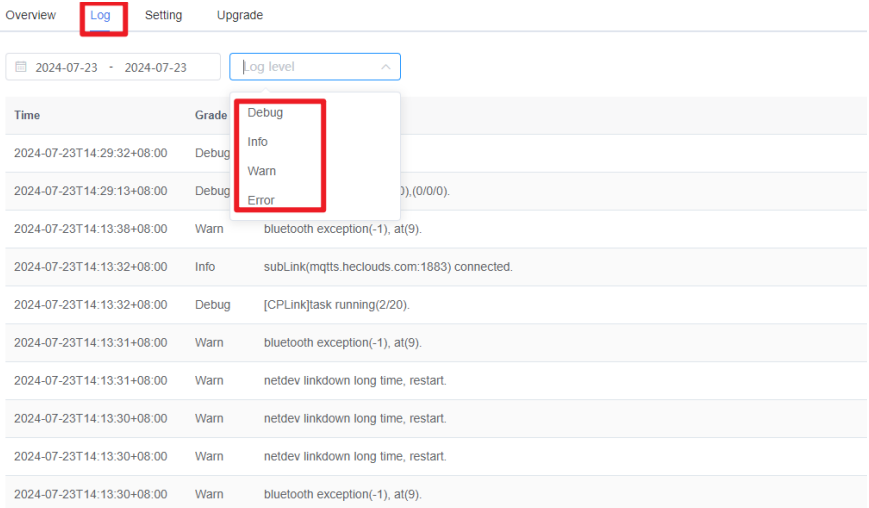 Overview Log Setting Upgrade
2024-07-23 - 2024-07-23 Log level
Time Grade
Debug
Info
Warn
Error
2024-07-23T14:29:32+08:00 Debug
2024-07-23T14:29:13+08:00 Debug 0),(0/0/0).
2024-07-23T14:13:38+08:00 Warn bluetooth exception(-1), at(9).
2024-07-23T14:13:32+08:00 Info subLink(mqtts.heclouds.com:1883) connected.
2024-07-23T14:13:32+08:00 Debug [CPLink]task running(2/20).
2024-07-23T14:13:31+08:00 Warn bluetooth exception(-1), at(9).
2024-07-23T14:13:31+08:00 Warn netdev linkdown long time, restart.
2024-07-23T14:13:30+08:00 Warn netdev linkdown long time, restart.
2024-07-23T14:13:30+08:00 Warn netdev linkdown long time, restart.
2024-07-23T14:13:30+08:00 Warn bluetooth exception(-1), at(9).